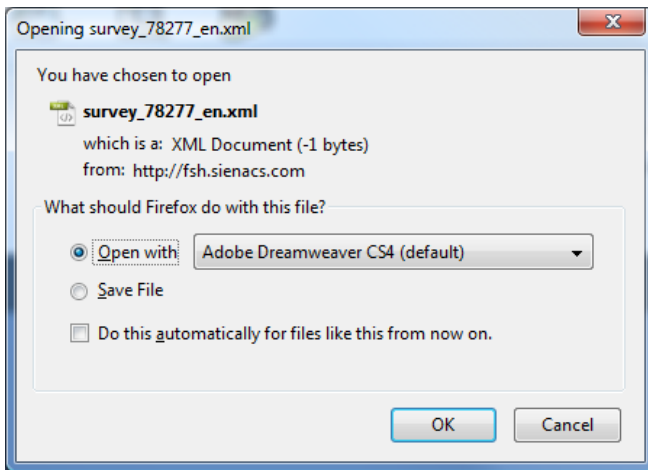 Opening survey_78277_en.xml
You have chosen to open
survey_78277_en.xml
which is a: XML Document (-1 bytes)
from: http://fsh.sienacs.com
What should Firefox do with this file?
Open with Adobe Dreamweaver CS4 (default)
Save File
Do this automatically for files like this from now on.
OK Cancel